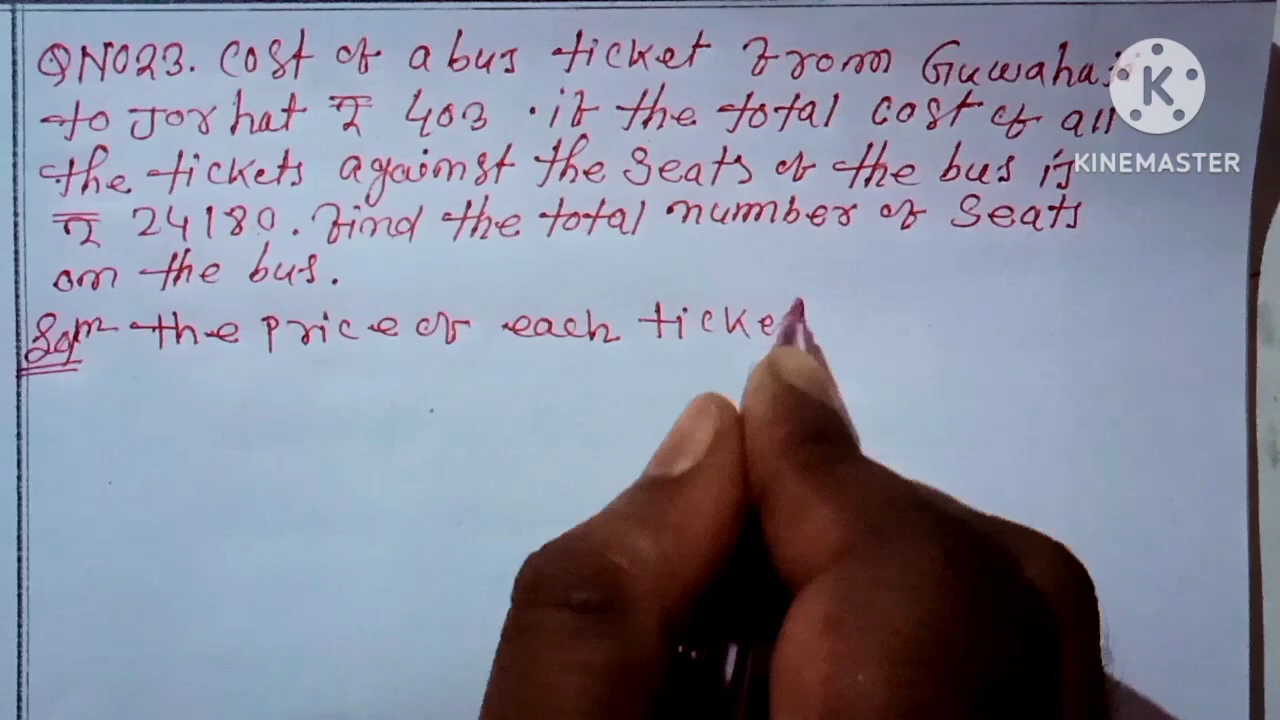 QNO23. Cost of a bus ticket from Guwahati
to Jorhat ₹ 403 . if the total cost of all
the tickets against the seats of the bus is
₹ 24180. Find the total number of seats
on the bus.
Solⁿ the price of each ticke
K
KINEMASTER